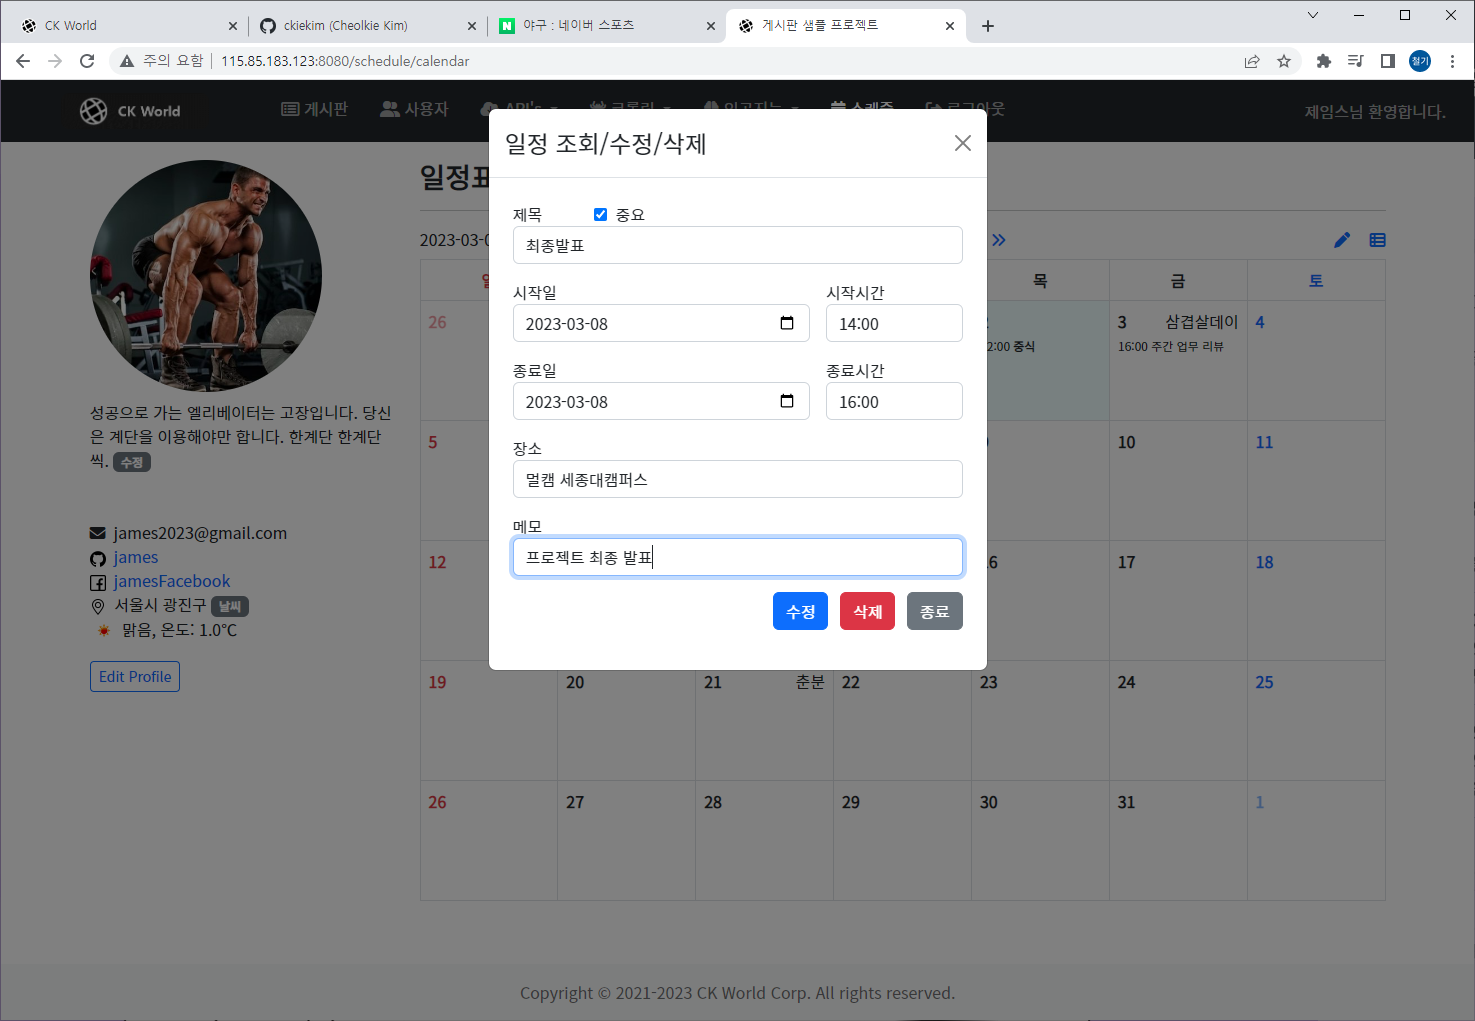 CK World
ckiekim (Cheolkie Kim)
야구 : 네이버 스포츠
게시판 샘플 프로젝트
주의 요함
115.85.183.123:8080/schedule/calendar
철기
CK World
게시판
사용자
API's
크롤링
인공지능
스케줄
로그아웃
제임스님 환영합니다.
일정 조회/수정/삭제
제목
중요
최종발표
시작일
시작시간
2023-03-08
14:00
종료일
종료시간
2023-03-08
16:00
장소
멀캠 세종대캠퍼스
메모
프로젝트 최종 발표
수정
삭제
종료
성공으로 가는 엘리베이터는 고장입니다. 당신
은 계단을 이용해야만 합니다. 한계단 한계단
씩. 수정
james2023@gmail.com
james
jamesFacebook
서울시 광진구 날씨
맑음, 온도: 1.0℃
Edit Profile
일정표
2023-03-0
일
목
금
토
26
3 삼겹살데이
4
2:00 중식
16:00 주간 업무 리뷰
5
10
11
12
16
17
18
19
20
21 춘분
22
23
24
25
26
27
28
29
30
31
1
Copyright © 2021-2023 CK World Corp. All rights reserved.